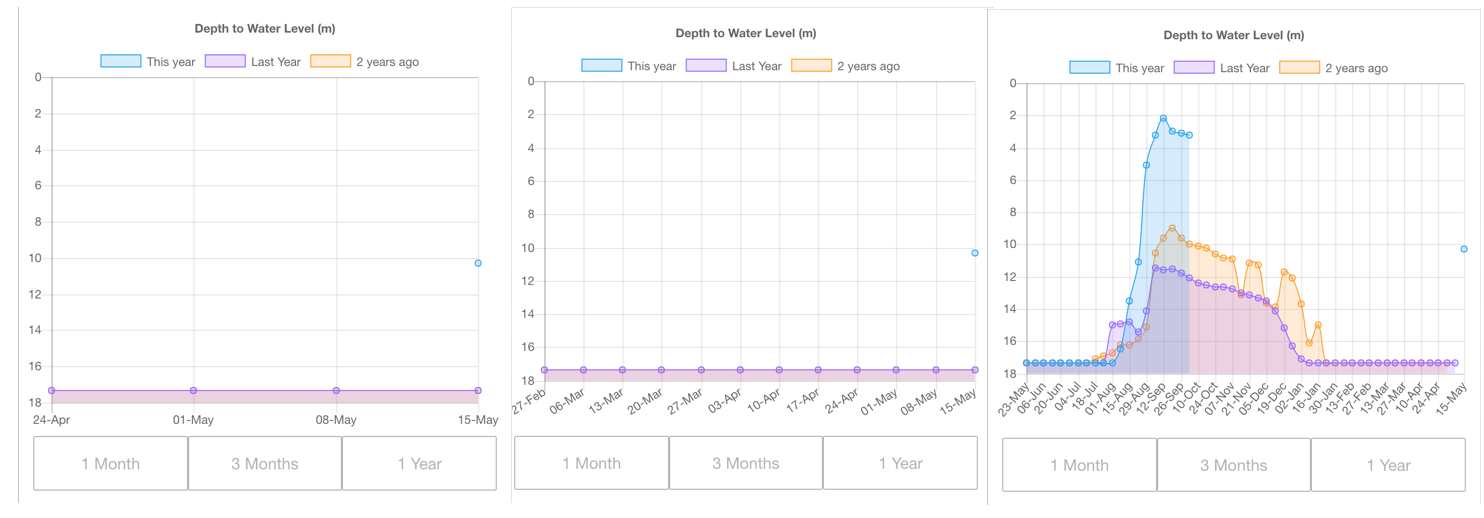 Depth to Water Level (m)
This year Last Year 2 years ago
0
2
4
6
8
10
12
14
16
18
24-Apr 01-May 08-May 15-May
1 Month 3 Months 1 Year
Depth to Water Level (m)
This year Last Year 2 years ago
0
2
4
6
8
10
12
14
16
18
27-Feb 06-Mar 13-Mar 20-Mar 27-Mar 03-Apr 10-Apr 17-Apr 24-Apr 01-May 08-May 15-May
1 Month 3 Months 1 Year
Depth to Water Level (m)
This year Last Year 2 years ago
0
2
4
6
8
10
12
14
16
18
23-May 06-Jun 20-Jun 04-Jul 18-Jul 01-Aug 15-Aug 29-Aug 12-Sep 26-Sep 10-Oct 24-Oct 07-Nov 21-Nov 05-Dec 19-Dec 02-Jan 16-Jan 30-Jan 13-Feb 27-Feb 13-Mar 27-Mar 10-Apr 24-Apr 15-May
1 Month 3 Months 1 Year